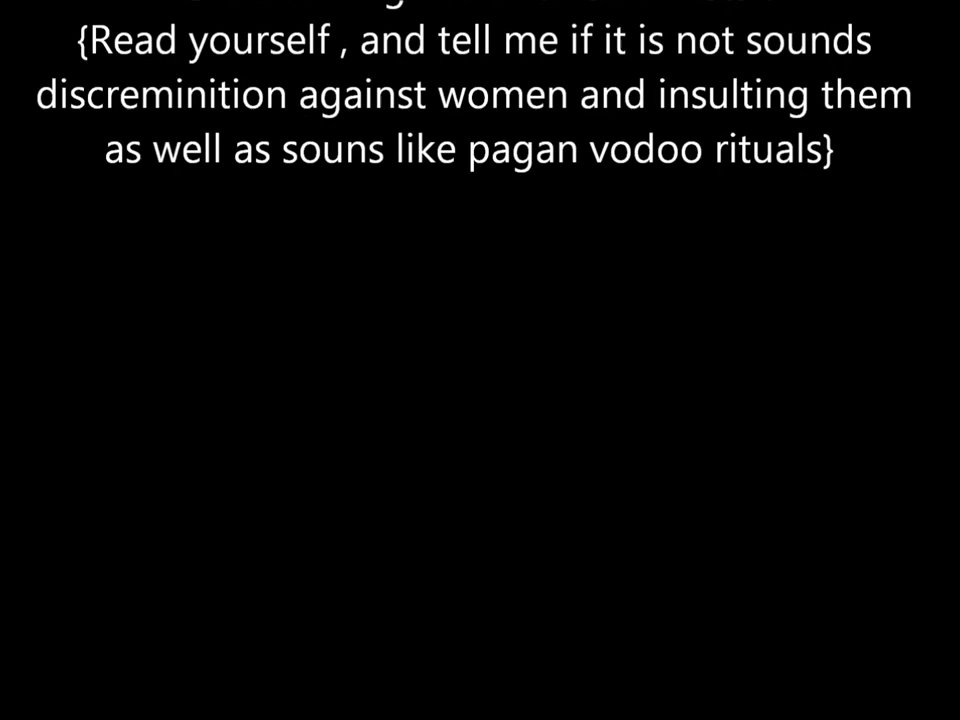 {Read yourself , and tell me if it is not sounds
discreminition against women and insulting them
as well as souns like pagan vodoo rituals}